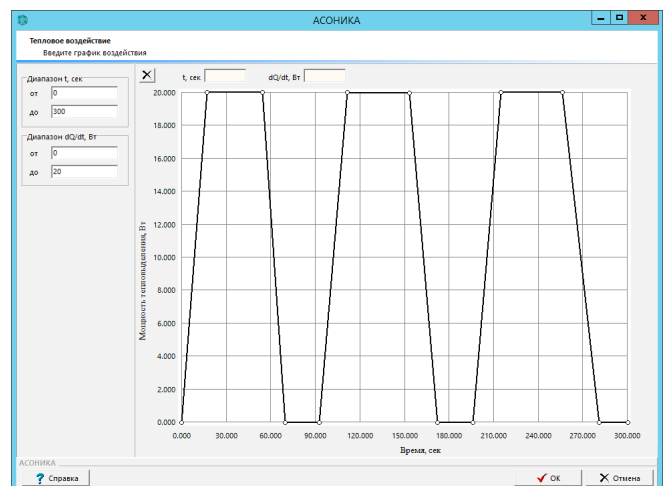 АСОНИКА
Тепловое воздействие
Введите график воздействия
Диапазон t, сек
от 0
до 300
Диапазон dQ/dt, Вт
от 0
до 20
t, сек
dQ/dt, Вт
Мощность тепловыделения, Вт
20.000
18.000
16.000
14.000
12.000
10.000
8.000
6.000
4.000
2.000
0.000
0.000 30.000 60.000 90.000 120.000 150.000 180.000 210.000 240.000 270.000 300.000
Время, сек
АСОНИКА
? Справка
ОК
Отмена